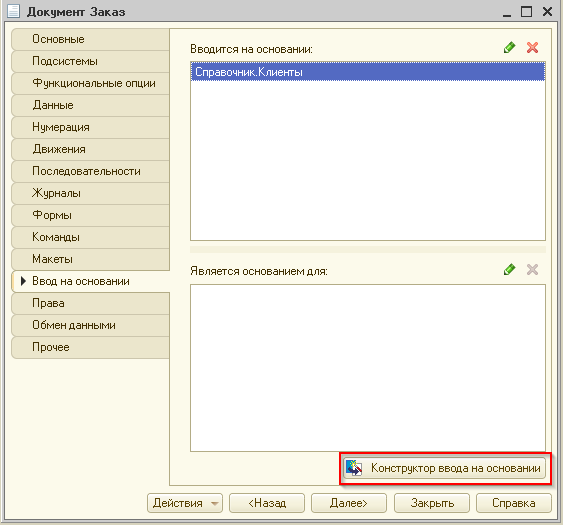 Документ Заказ
Основные
Подсистемы
Функциональные опции
Данные
Нумерация
Движения
Последовательности
Журналы
Формы
Команды
Макеты
Ввод на основании
Права
Обмен данными
Прочее
Вводится на основании:
Справочник.Клиенты
Является основанием для:
Конструктор ввода на основании
Действия
<Назад
Далее>
Закрыть
Справка